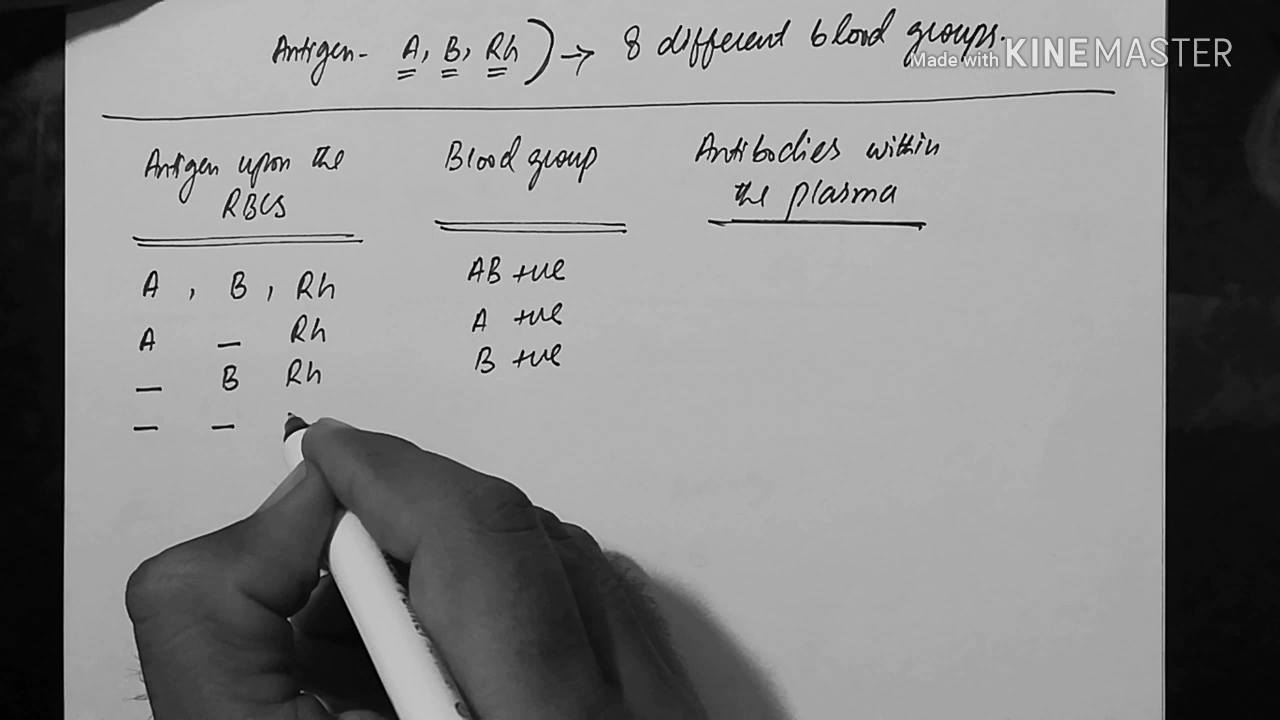 Antigen- A, B, Rh) → 8 different blood groups.
Made with KINEMASTER
Antigen upon the
RBCs
Blood group
Antibodies within
the plasma
A , B , Rh AB +ve
A — Rh A +ve
— B Rh B +ve
— —